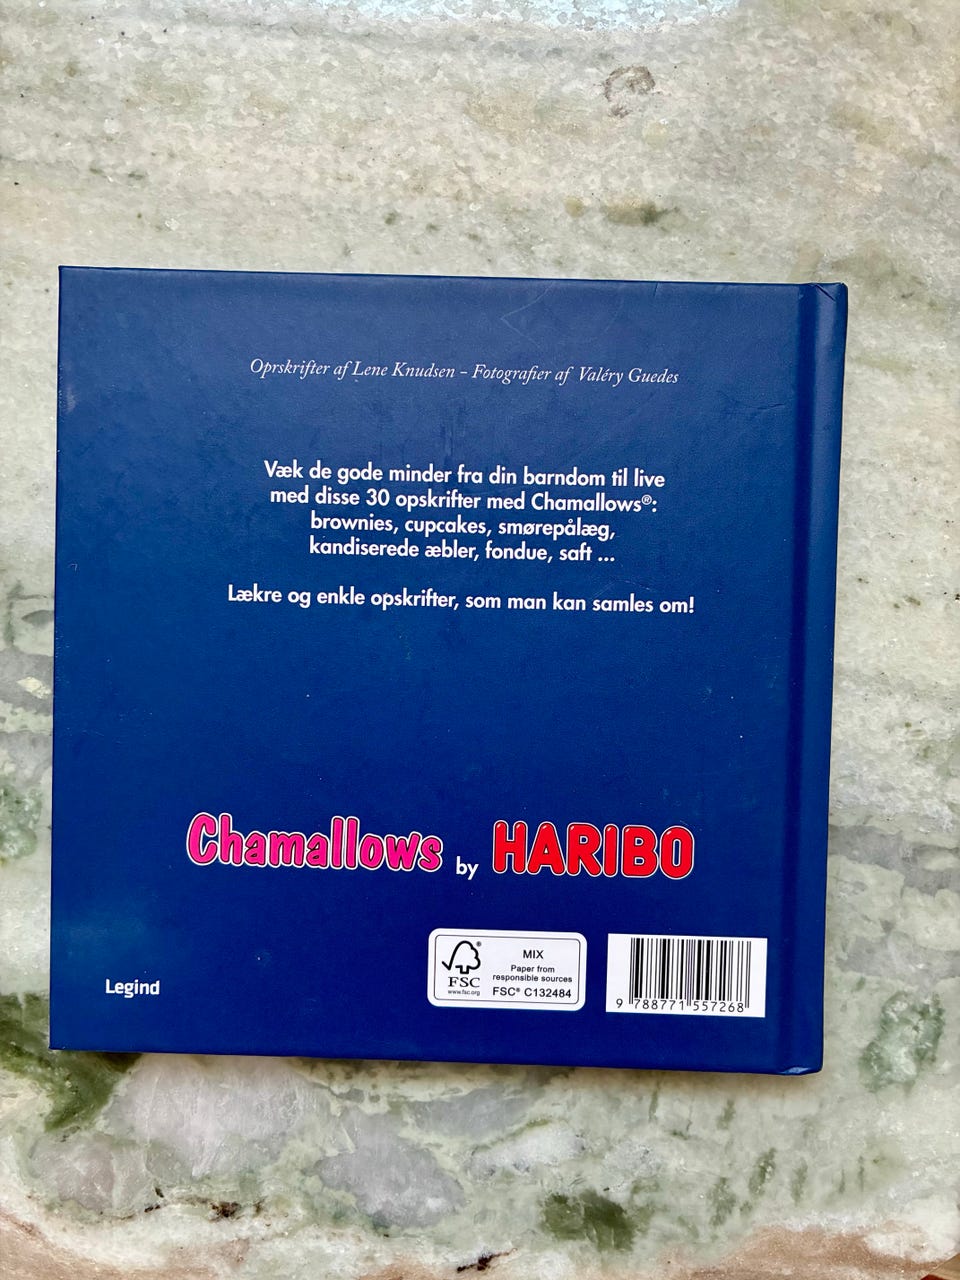 Oprskrifter af Lene Knudsen – Fotografier af Valéry Guedes
Væk de gode minder fra din barndom til live
med disse 30 opskrifter med Chamallows®:
brownies, cupcakes, smørepålæg,
kandiserede æbler, fondue, saft ...
Lækre og enkle opskrifter, som man kan samles om!
Chamallows by HARIBO
Legind
FSC®
www.fsc.org
MIX
Paper from
responsible sources
FSC® C132484
9 788771 557268